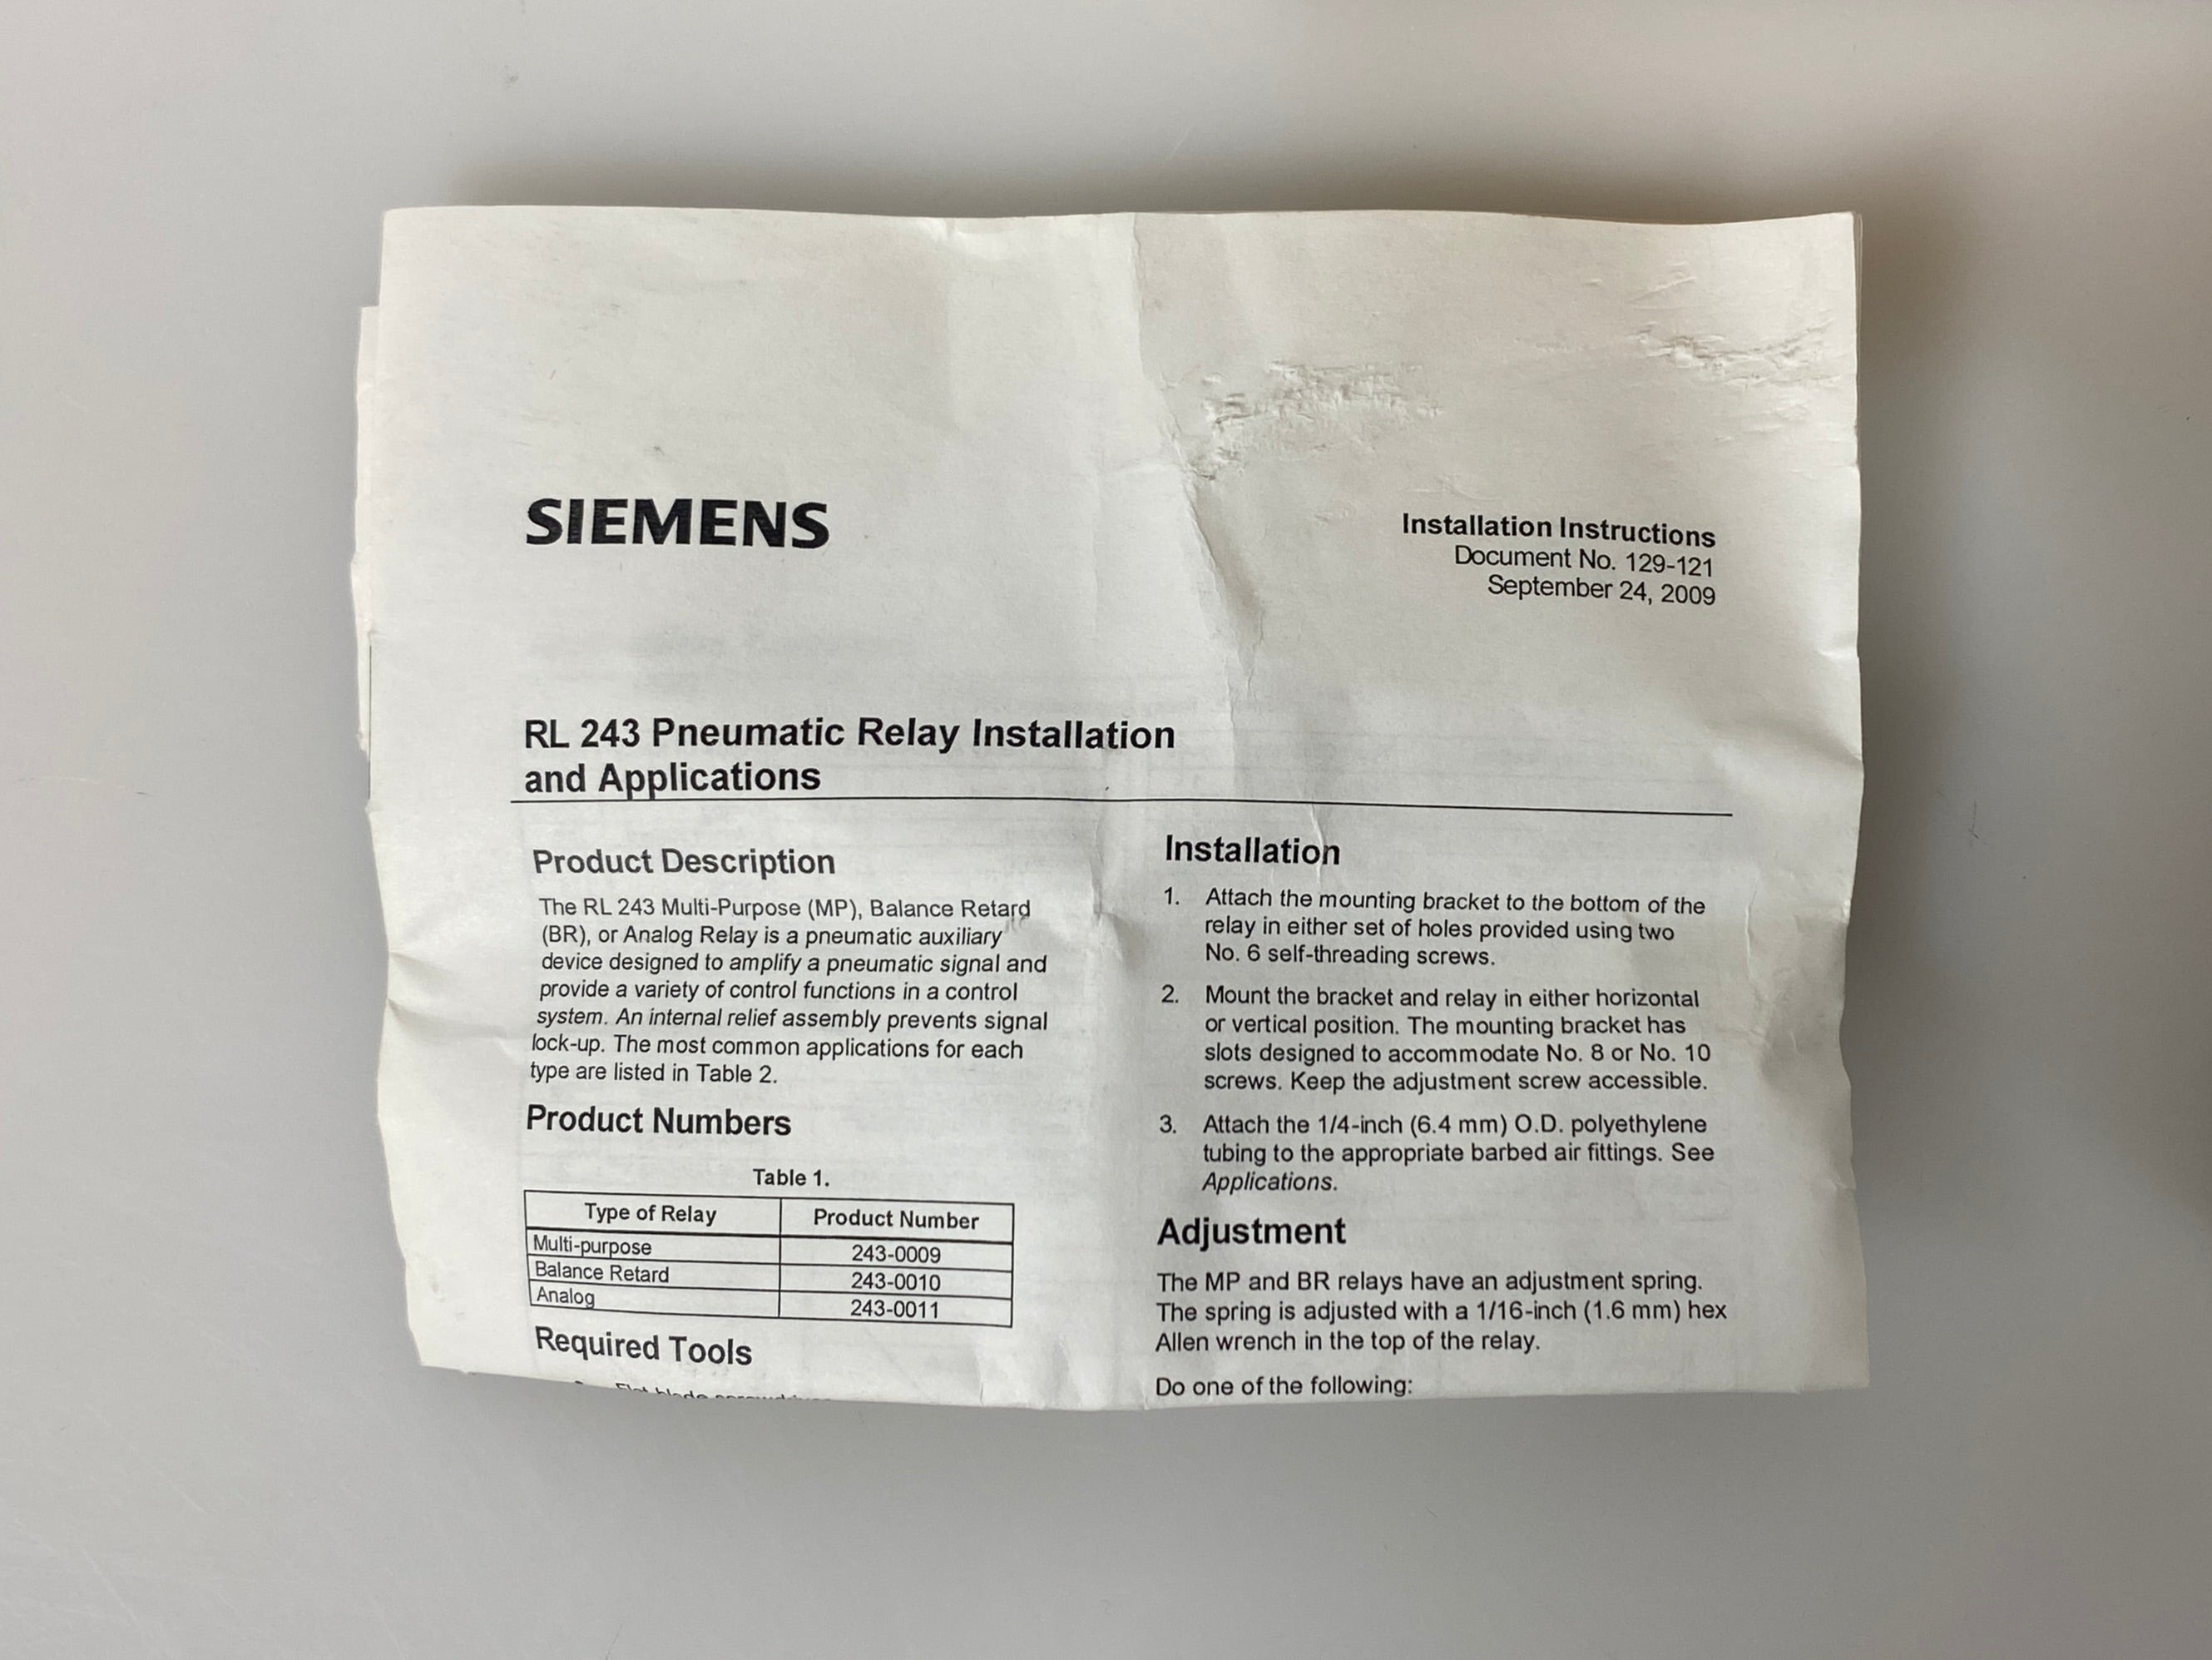 SIEMENS
Installation Instructions
Document No. 129-121
September 24, 2009
RL 243 Pneumatic Relay Installation
and Applications
Product Description
The RL 243 Multi-Purpose (MP), Balance Retard
(BR), or Analog Relay is a pneumatic auxiliary
device designed to amplify a pneumatic signal and
provide a variety of control functions in a control
system. An internal relief assembly prevents signal
lock-up. The most common applications for each
type are listed in Table 2.
Product Numbers
Table 1.
Type of Relay Product Number
Multi-purpose 243-0009
Balance Retard 243-0010
Analog 243-0011
Required Tools
Installation
1. Attach the mounting bracket to the bottom of the
relay in either set of holes provided using two
No. 6 self-threading screws.
2. Mount the bracket and relay in either horizontal
or vertical position. The mounting bracket has
slots designed to accommodate No. 8 or No. 10
screws. Keep the adjustment screw accessible.
3. Attach the 1/4-inch (6.4 mm) O.D. polyethylene
tubing to the appropriate barbed air fittings. See
Applications.
Adjustment
The MP and BR relays have an adjustment spring.
The spring is adjusted with a 1/16-inch (1.6 mm) hex
Allen wrench in the top of the relay.
Do one of the following: